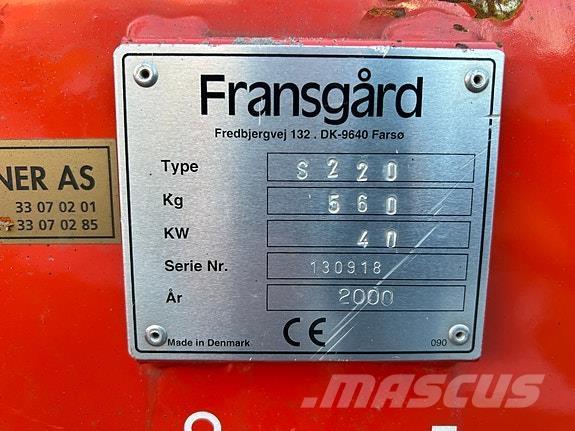 Fransgård
Fredbjergvej 132 . DK-9640 Farsø
Type S220
Kg 560
KW 40
Serie Nr. 130918
År 2000
Made in Denmark CE 090
NER AS
33 07 02 01
33 07 02 85
MASCUS